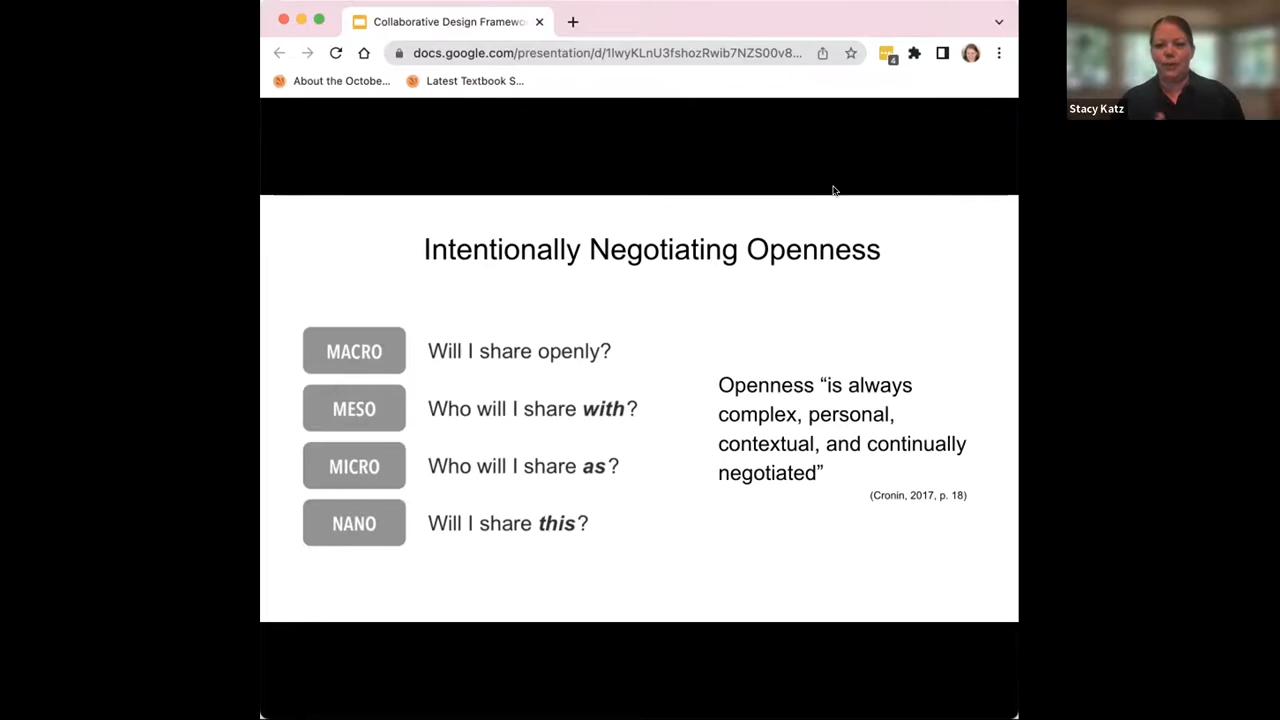 Collaborative Design Framewo
docs.google.com/presentation/d/1lwyKLnU3fshozRwib7NZS00v8...
4
About the Octobe...
Latest Textbook S...
Stacy Katz
Intentionally Negotiating Openness
MACRO Will I share openly?
MESO Who will I share with?
MICRO Who will I share as?
NANO Will I share this?
Openness “is always
complex, personal,
contextual, and continually
negotiated”
(Cronin, 2017, p. 18)